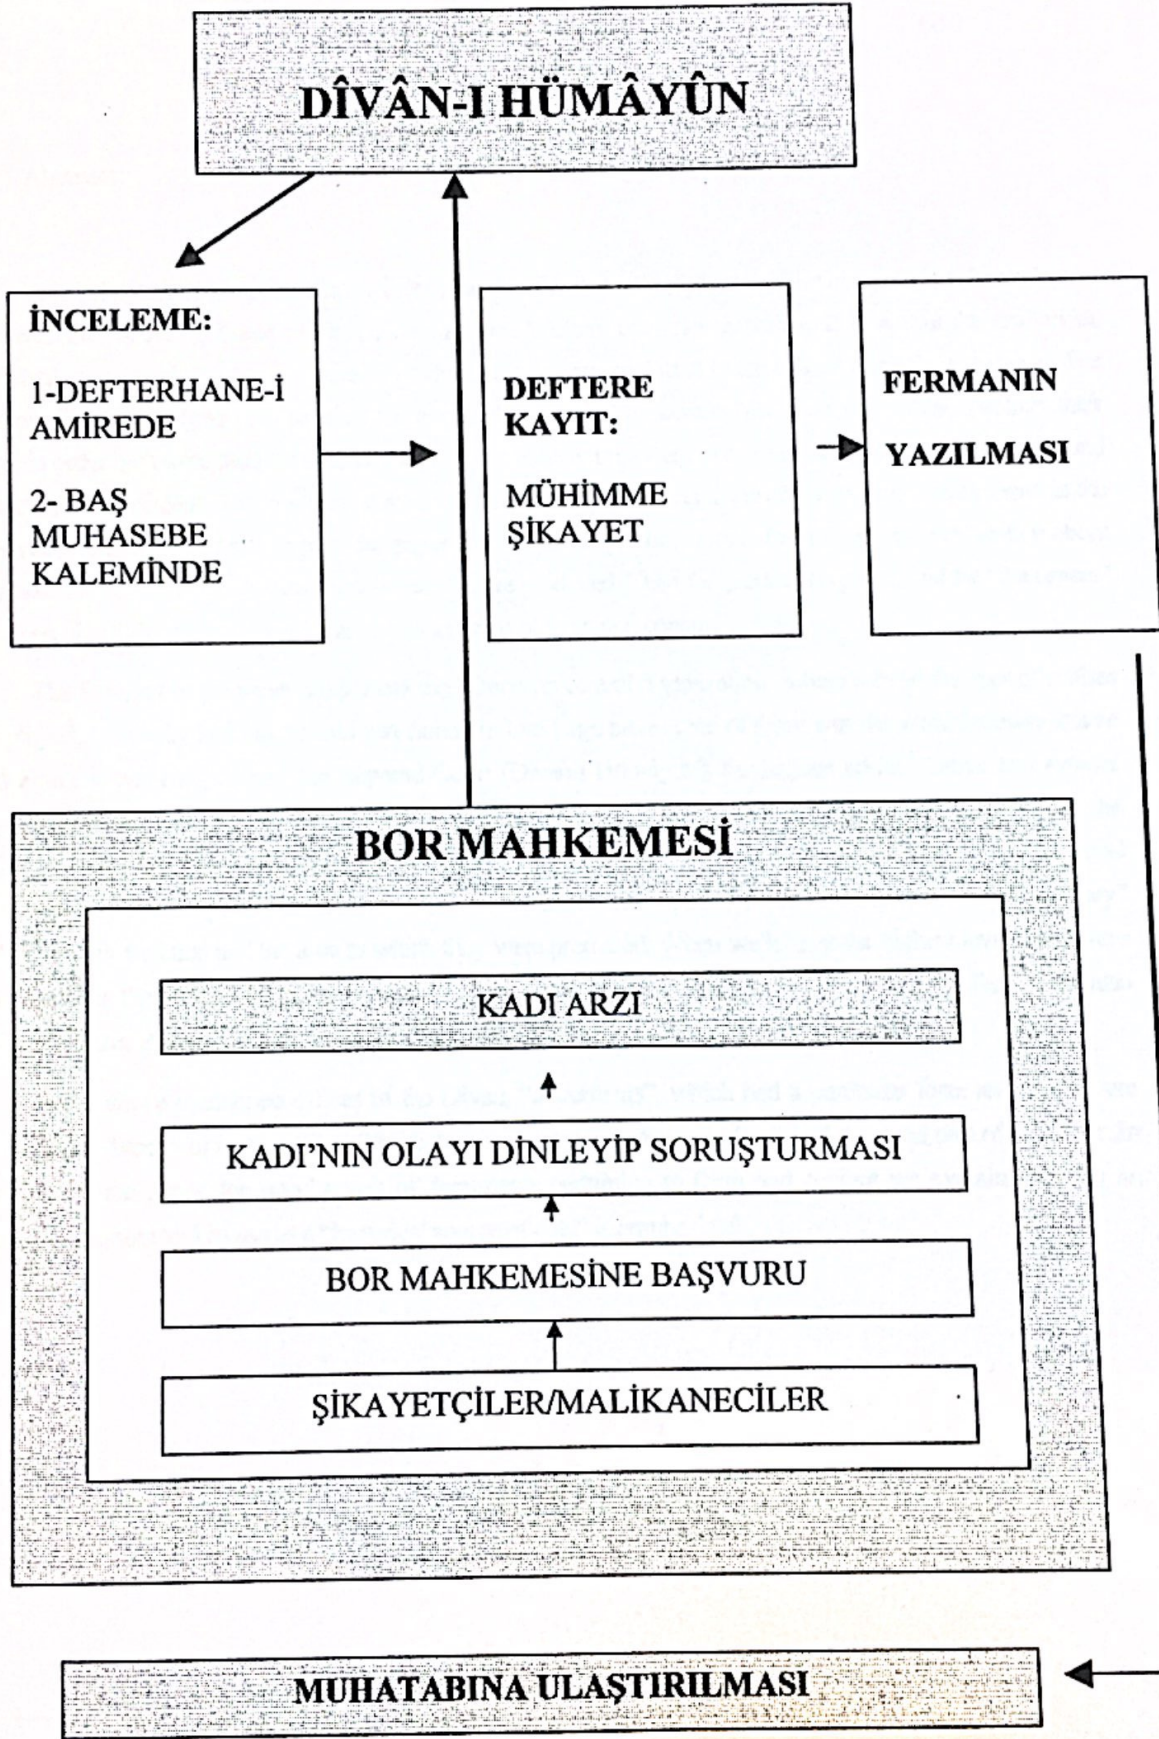 DÎVÂN-I HÜMÂYÛN
İNCELEME:
1-DEFTERHANE-İ
AMİREDE
2- BAŞ
MUHASEBE
KALEMİNDE
DEFTERE
KAYIT:
MÜHİMME
ŞİKAYET
FERMANIN
YAZILMASI
BOR MAHKEMESİ
KADI ARZI
KADI'NIN OLAYI DİNLEYİP SORUŞTURMASI
BOR MAHKEMESİNE BAŞVURU
ŞİKAYETÇİLER/MALİKANECİLER
MUHATABINA ULAŞTIRILMASI